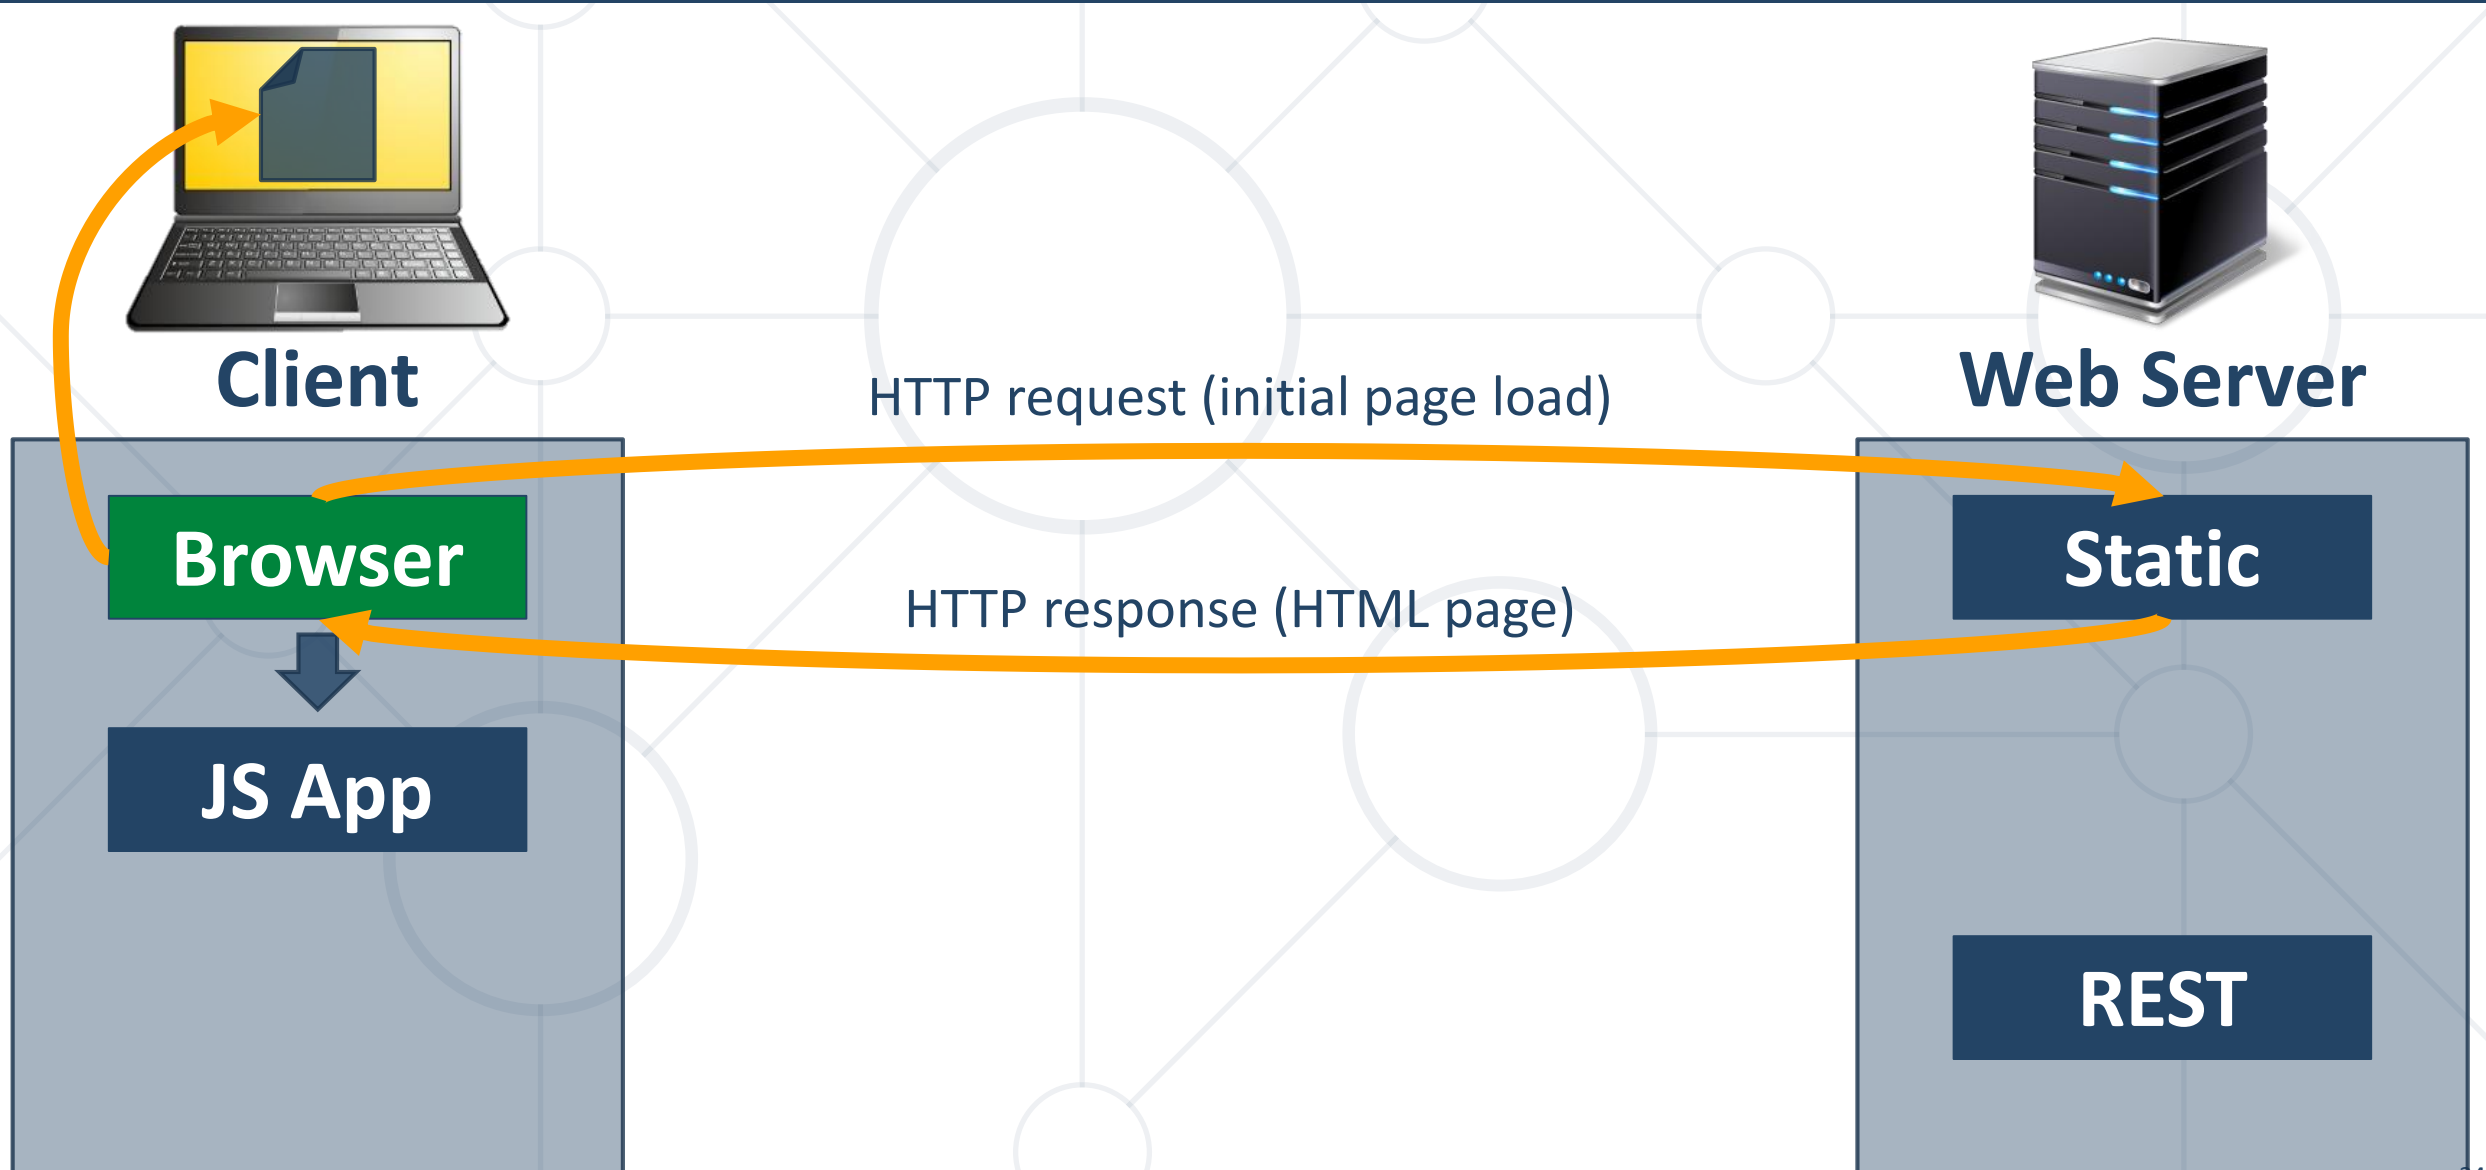 Client
Web Server
HTTP request (initial page load)
Browser
Static
HTTP response (HTML page)
JS App
REST